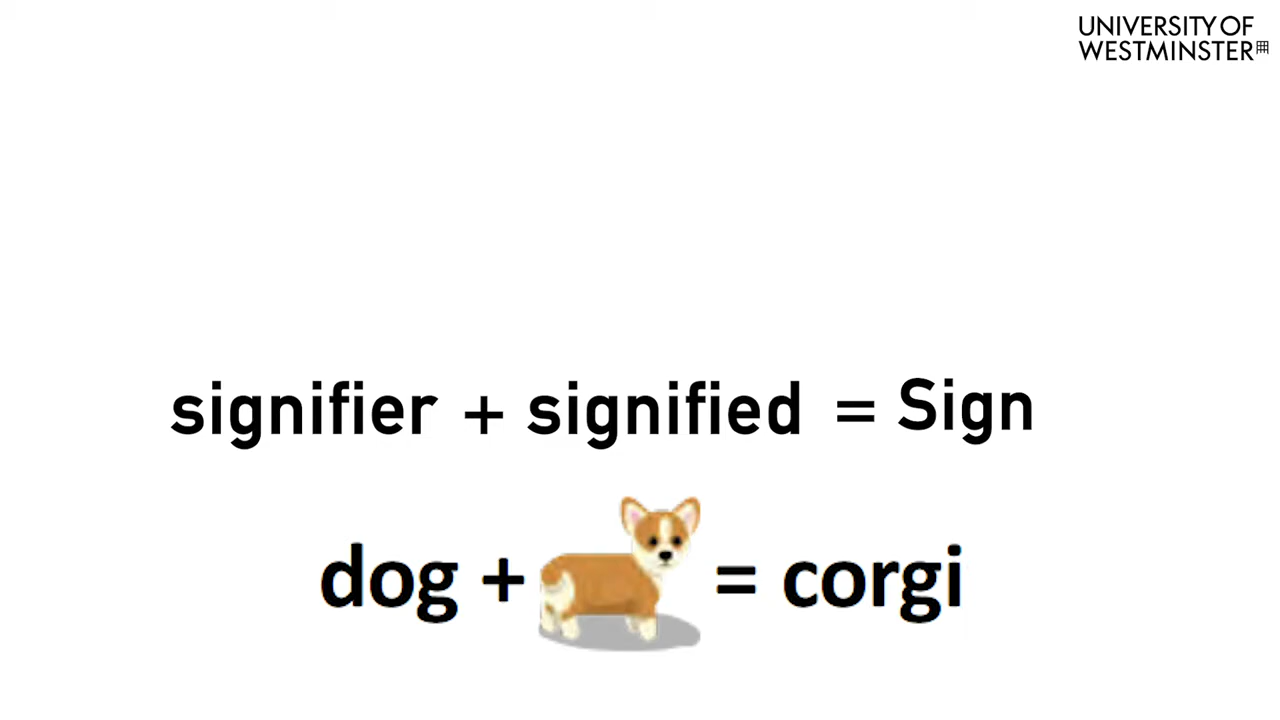 UNIVERSITY OF
WESTMINSTER
signifier + signified = Sign
dog + = corgi